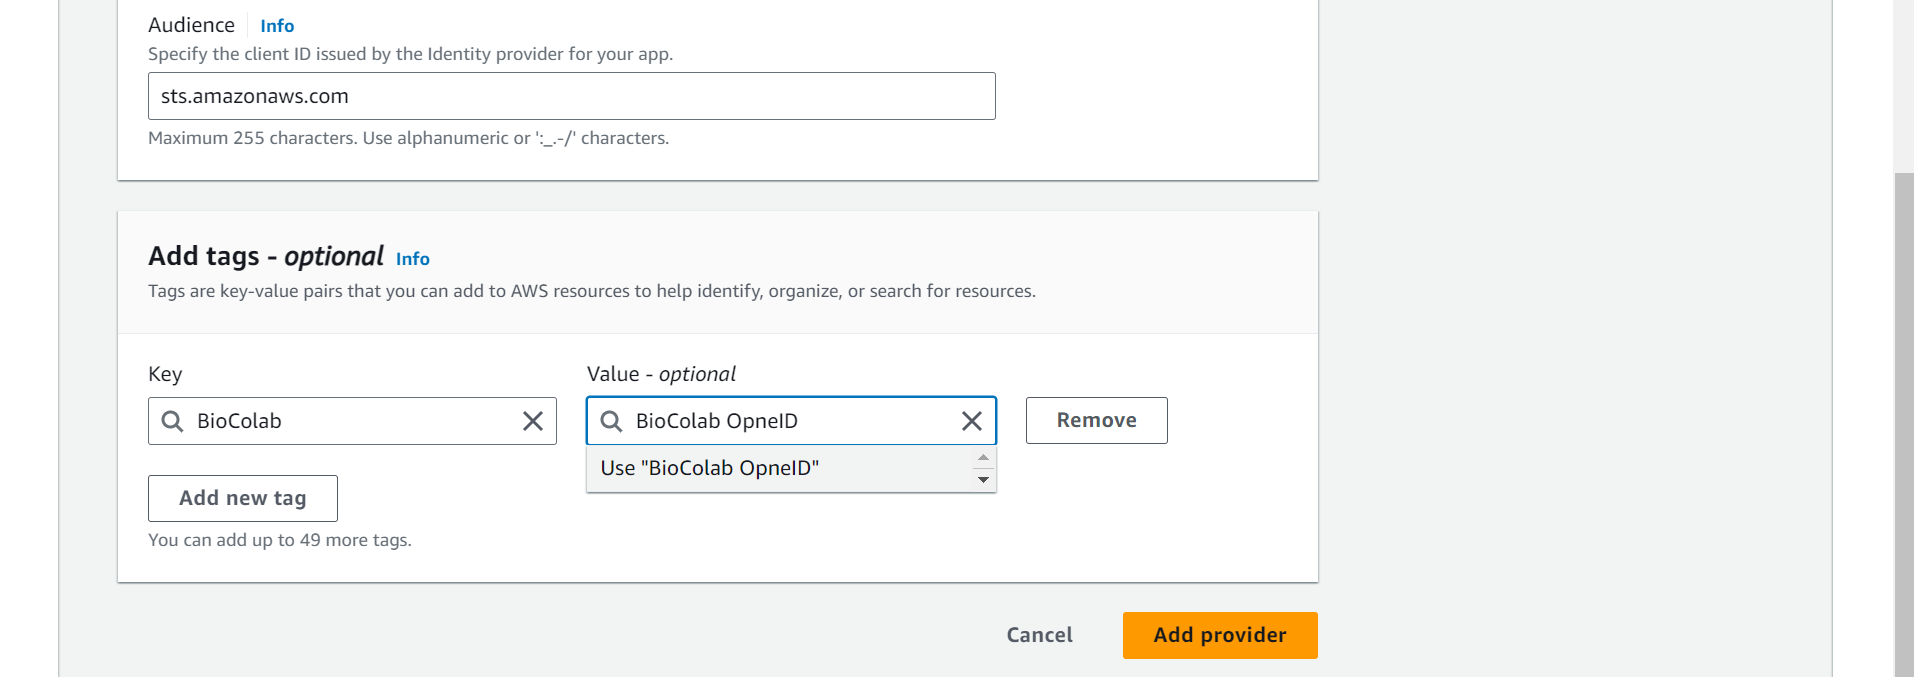 Audience Info
Specify the client ID issued by the Identity provider for your app.
sts.amazonaws.com
Maximum 255 characters. Use alphanumeric or ':_.-/' characters.
Add tags - optional Info
Tags are key-value pairs that you can add to AWS resources to help identify, organize, or search for resources.
Key Value - optional
BioColab BioColab OpneID Remove
Use "BioColab OpneID"
Add new tag
You can add up to 49 more tags.
Cancel Add provider